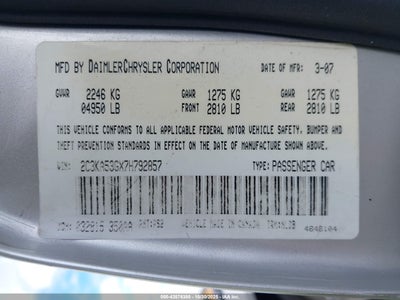 MFD BY DAIMLERCHRYSLER CORPORATION DATE OF MFR: 3-07
GVWR 2246 KG GAWR 1275 KG GAWR 1275 KG
04950 LB FRONT 2810 LB REAR 2810 LB
THIS VEHICLE CONFORMS TO ALL APPLICABLE FEDERAL MOTOR VEHICLE SAFETY, BUMPER AND
THEFT PREVENTION STANDARDS IN EFFECT ON THE DATE OF MANUFACTURE SHOWN ABOVE.
VIN: 2C3KA53GX7H792857 TYPE: PASSENGER CAR
VEHICLE MADE IN CANADA
4648104